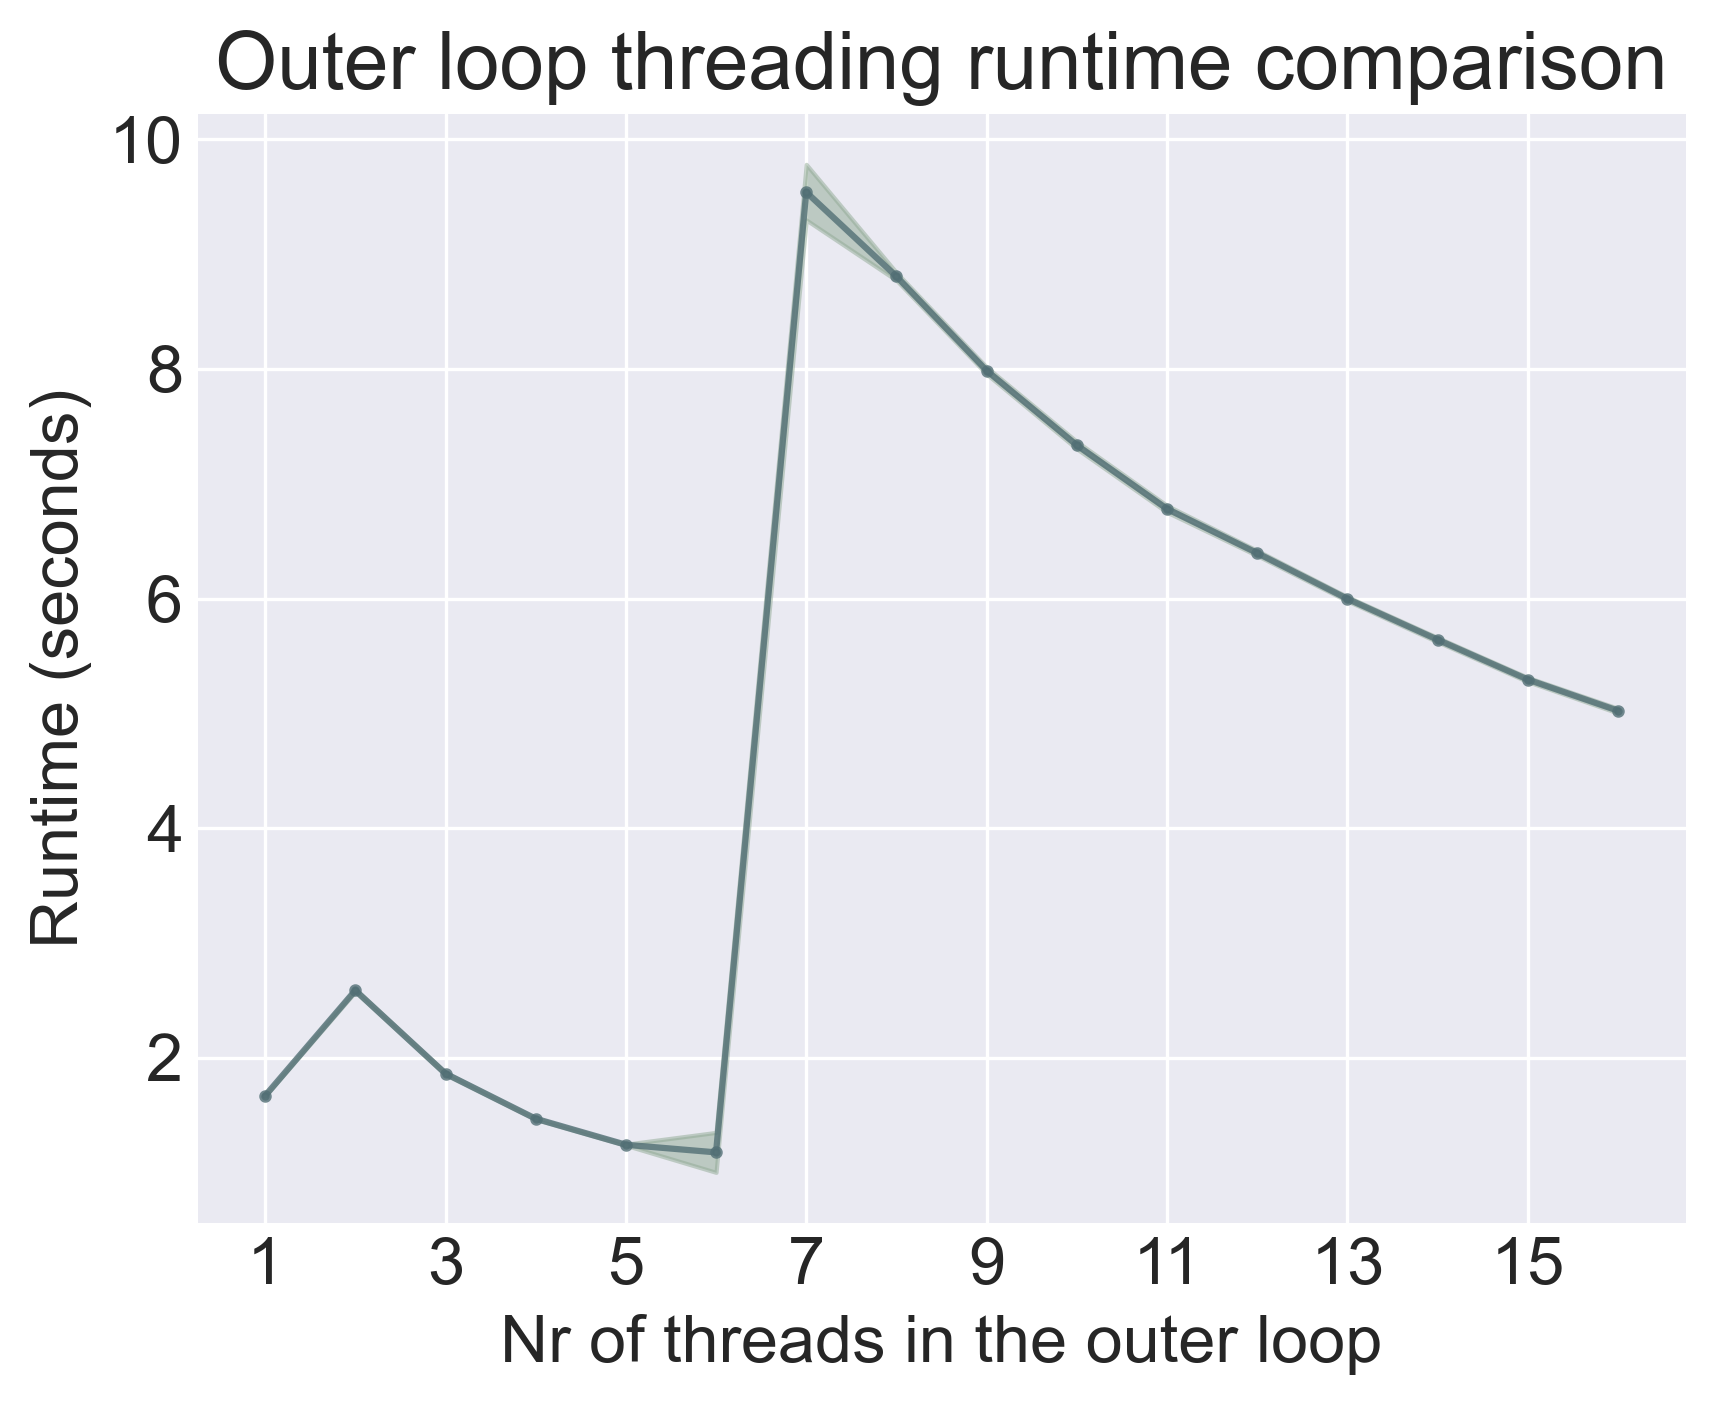 Outer loop threading runtime comparison
10
8
6
4
2
Runtime (seconds)
1 3 5 7 9 11 13 15
Nr of threads in the outer loop